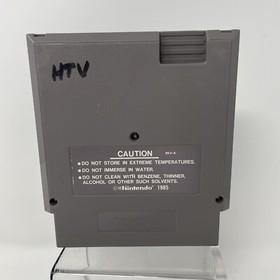 HTV
CAUTION REV-A
●DO NOT STORE IN EXTREME TEMPERATURES.
●DO NOT IMMERSE IN WATER.
●DO NOT CLEAN WITH BENZENE, THINNER,
ALCOHOL OR OTHER SUCH SOLVENTS.
©Nintendo 1985